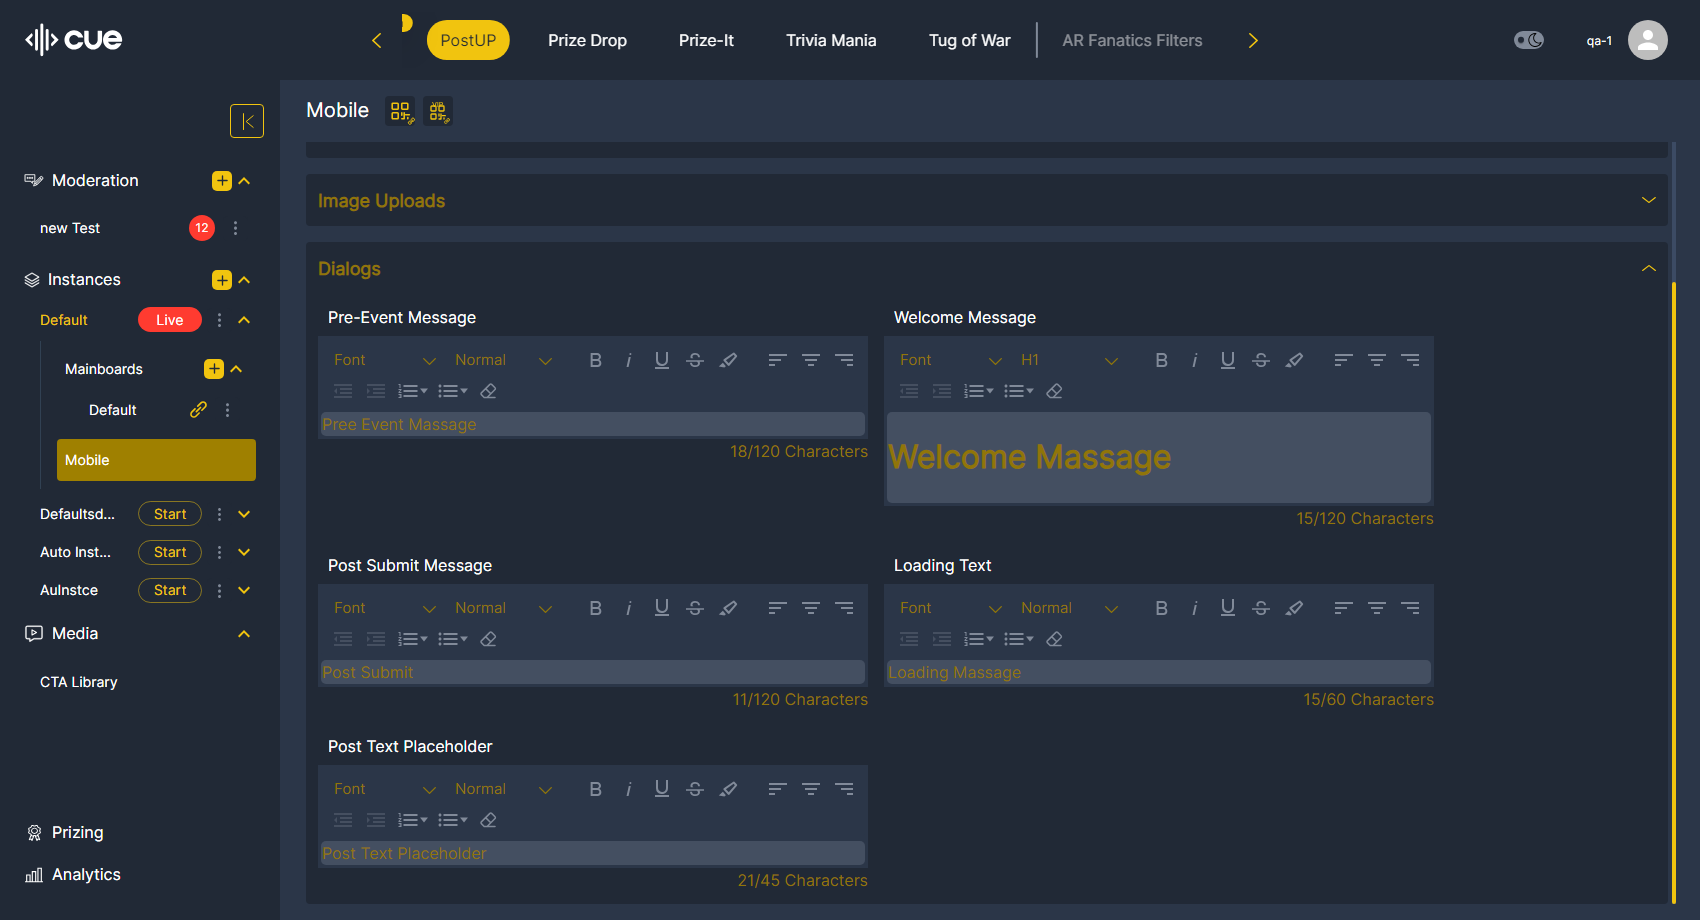 cue
PostUP
Prize Drop
Prize-It
Trivia Mania
Tug of War
AR Fanatics Filters
qa-1
Moderation
new Test
12
Instances
Default
Live
Mainboards
Default
Mobile
Defaultsd...
Start
Auto Inst...
Start
AuInstce
Start
Media
CTA Library
Prizing
Analytics
Mobile
Image Uploads
Dialogs
Pre-Event Message
Font
Normal
B
i
U
S
Pree Event Massage
18/120 Characters
Welcome Message
Font
H1
B
i
U
S
Welcome Massage
15/120 Characters
Post Submit Message
Font
Normal
B
i
U
S
Post Submit
11/120 Characters
Loading Text
Font
Normal
B
i
U
S
Loading Massage
15/60 Characters
Post Text Placeholder
Font
Normal
B
i
U
S
Post Text Placeholder
21/45 Characters